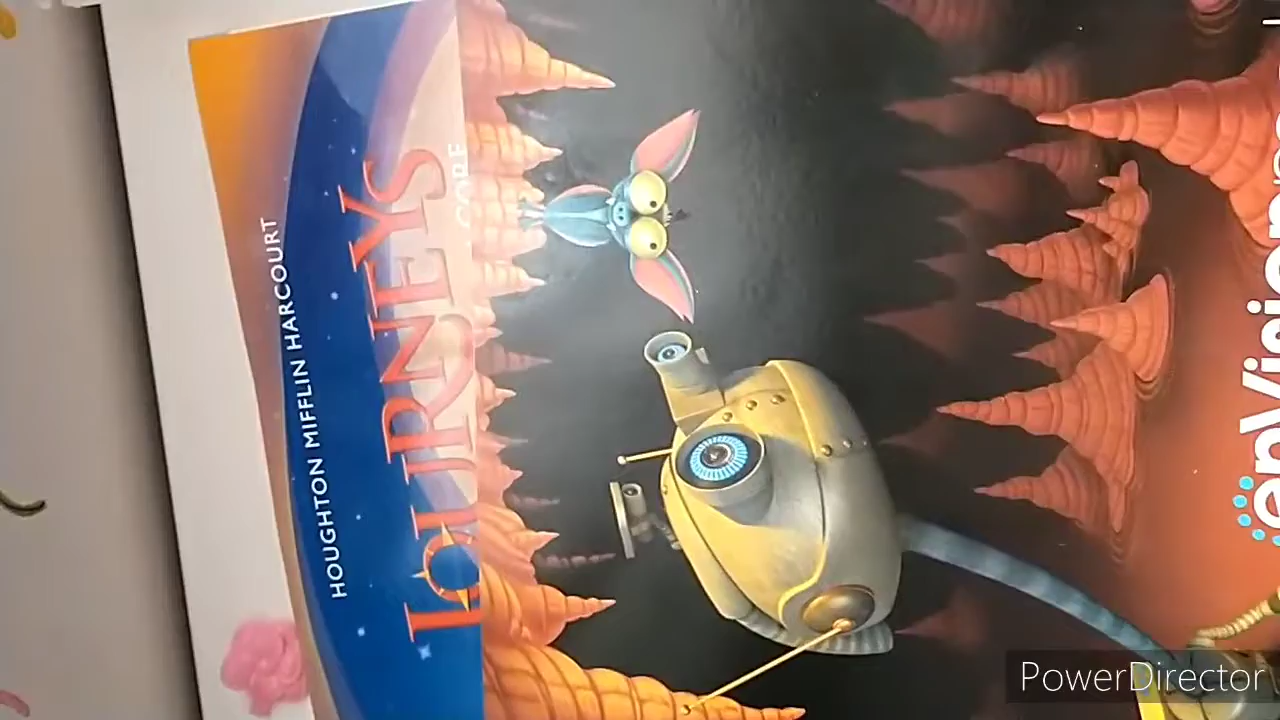 HOUGHTON MIFFLIN HARCOURT
JOURNEYS
CORE
enVision
PowerDirector